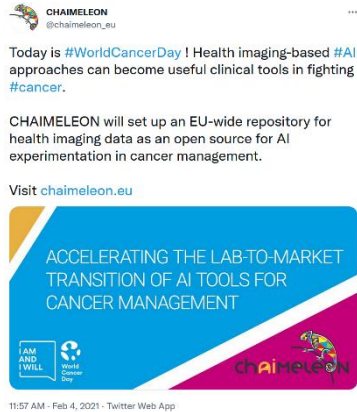 CHAIMELEON
@chaimeleon_eu
Today is #WorldCancerDay ! Health imaging-based #AI
approaches can become useful clinical tools in fighting
#cancer.
CHAIMELEON will set up an EU-wide repository for
health imaging data as an open source for AI
experimentation in cancer management.
Visit chaimeleon.eu
ACCELERATING THE LAB-TO-MARKET
TRANSITION OF AI TOOLS FOR
CANCER MANAGEMENT
I AM
AND
I WILL
World
Cancer
Day
chaiMeleON
11:57 AM · Feb 4, 2021 · Twitter Web App